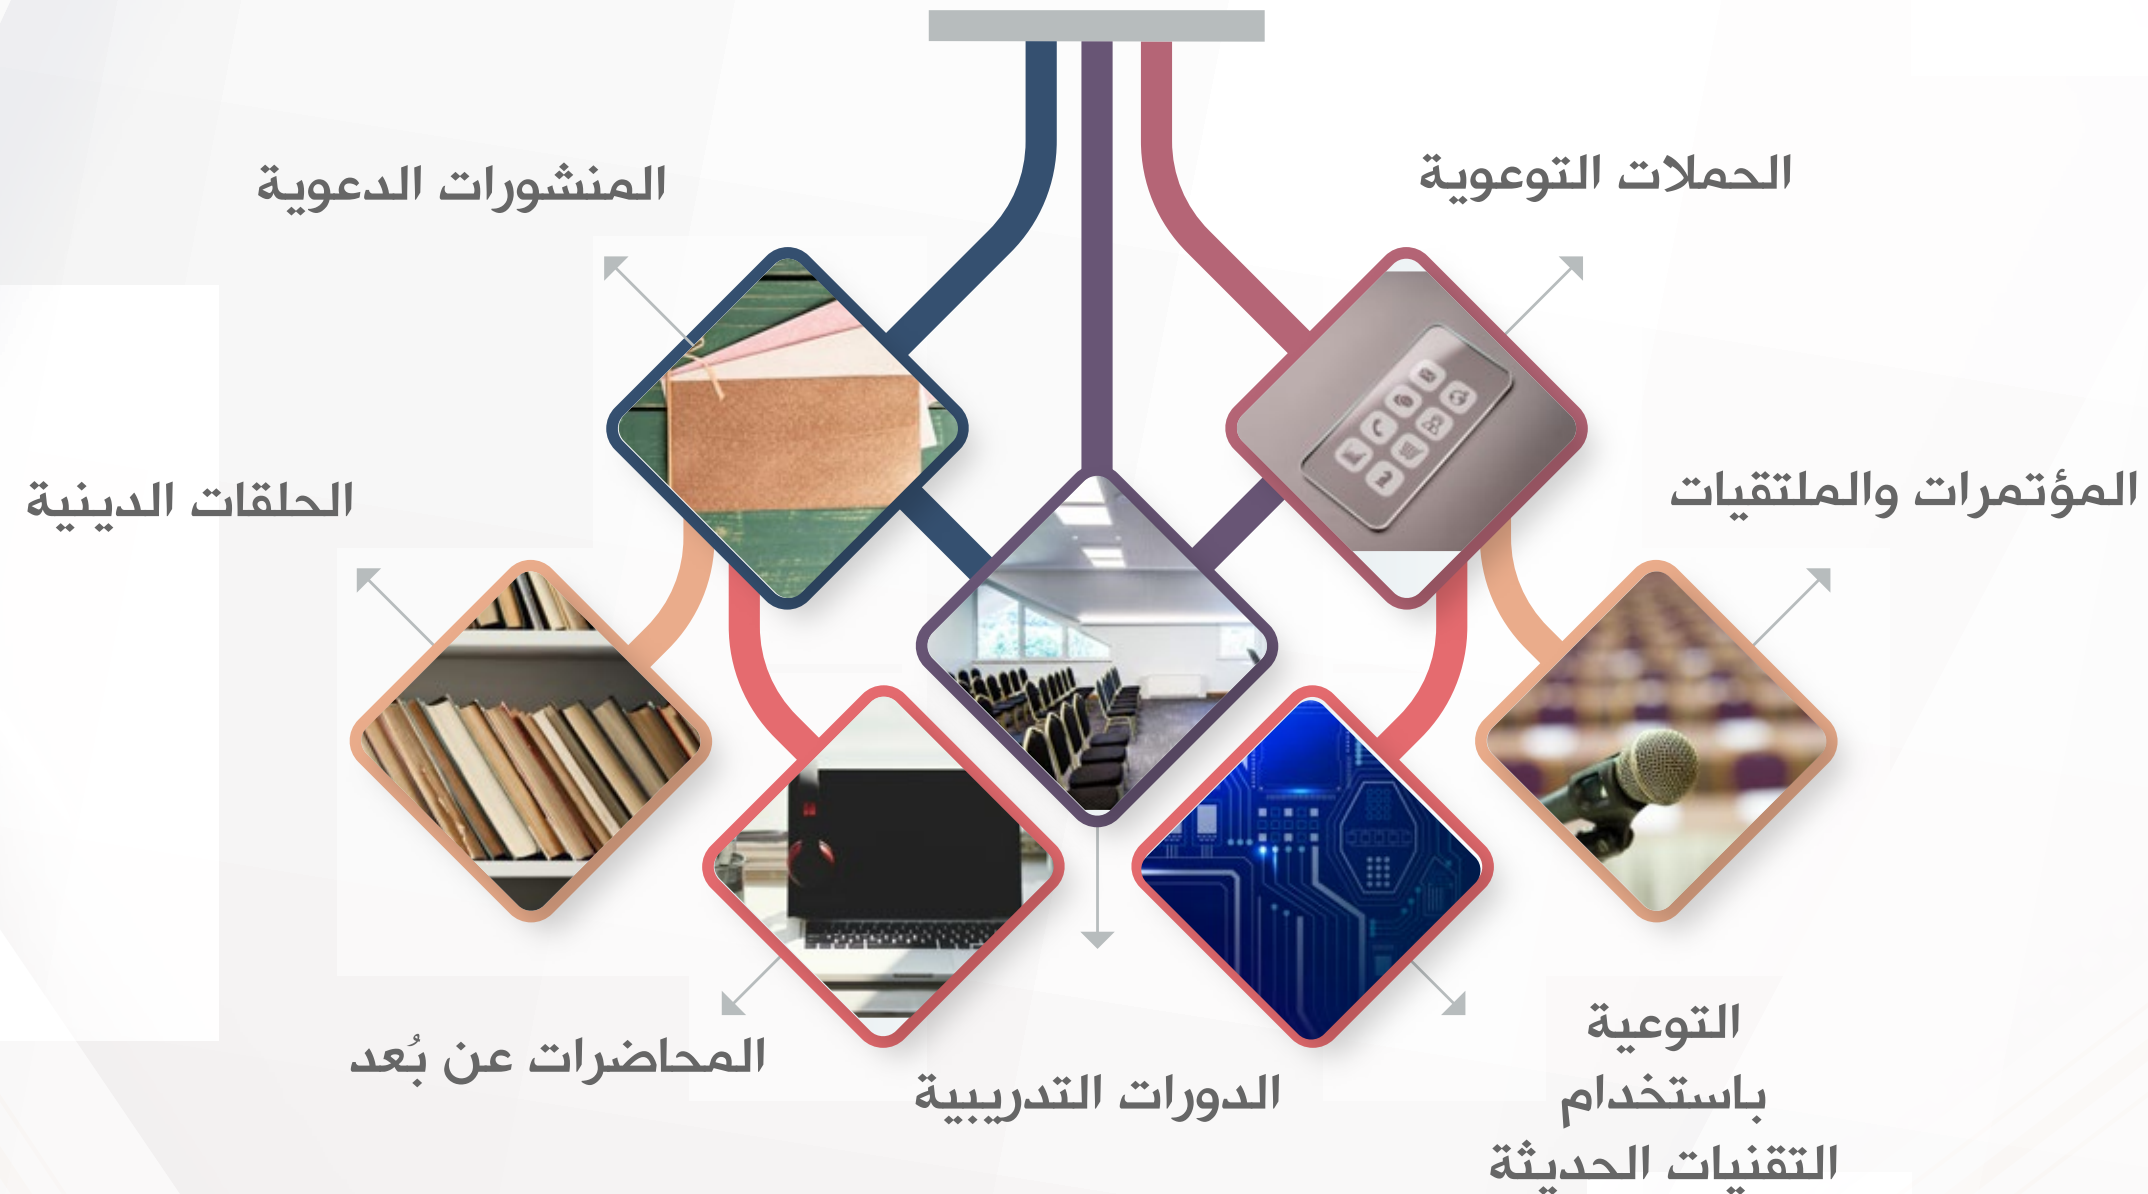 الحملات التوعوية
المنشورات الدعوية
المؤتمرات والملتقيات
الحلقات الدينية
التوعية
باستخدام
التقنيات الحديثة
الدورات التدريبية
المحاضرات عن بُعد